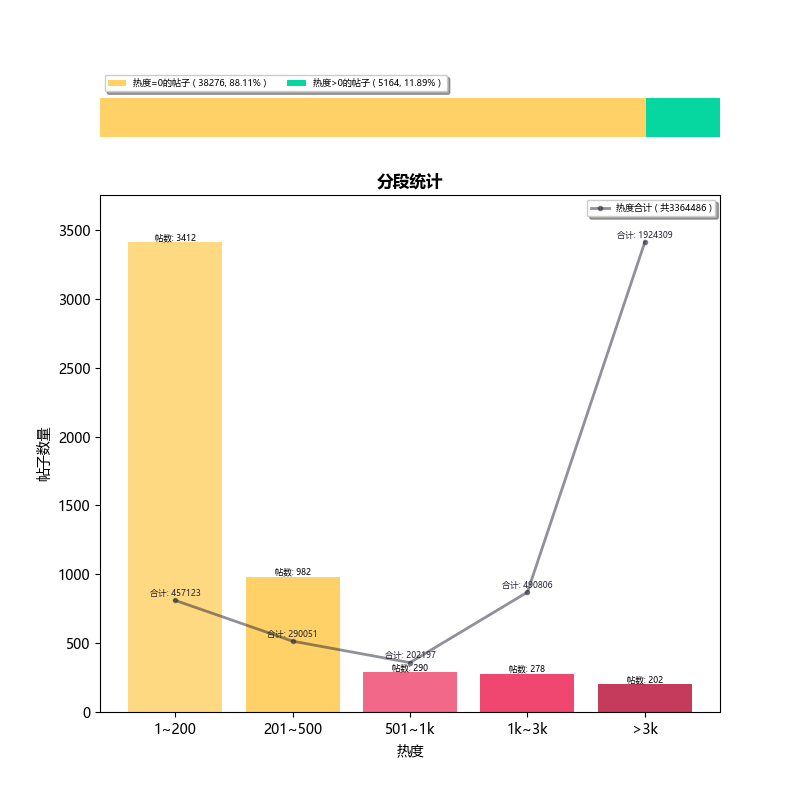 热度=0的帖子 ( 38276, 88.11% )
热度>0的帖子 ( 5164, 11.89% )
分段统计
热度合计 ( 共3364486 )
帖子数量
3500
3000
2500
2000
1500
1000
500
0
帖数: 3412
帖数: 982
帖数: 290
帖数: 278
帖数: 202
合计: 457123
合计: 290051
合计: 202197
合计: 490806
合计: 1924309
1~200
201~500
501~1k
1k~3k
>3k
热度